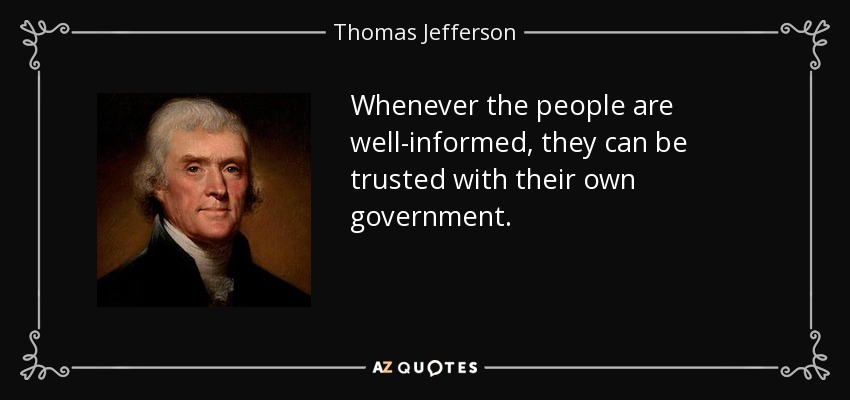 Thomas Jefferson
Whenever the people are
well-informed, they can be
trusted with their own
government.
AZ QUOTES